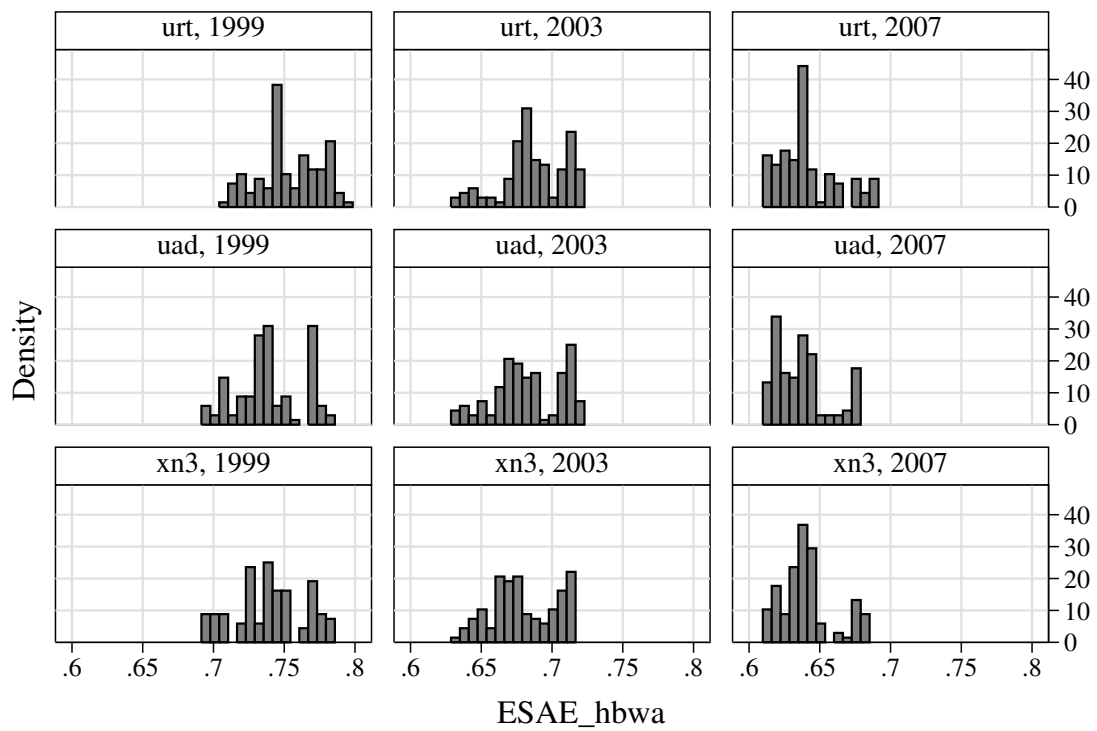 urt, 1999
urt, 2003
urt, 2007
40
30
20
10
0
uad, 1999
uad, 2003
uad, 2007
40
30
20
10
0
xn3, 1999
xn3, 2003
xn3, 2007
40
30
20
10
0
Density
.6 .65 .7 .75 .8
.6 .65 .7 .75 .8
.6 .65 .7 .75 .8
ESAE_hbwa